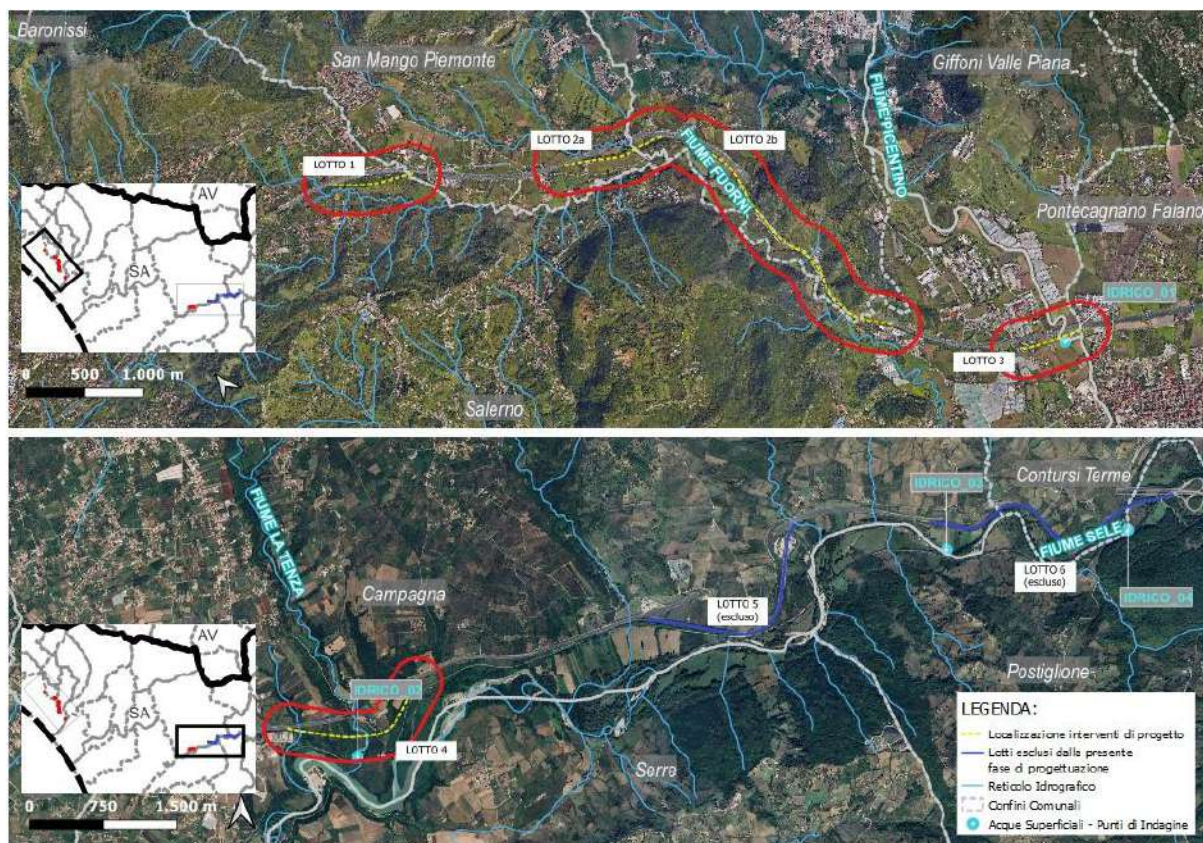 Baronissi
San Mango Piemonte
Giffoni Valle Piana
FIUME PICENTINO
LOTTO 2a
LOTTO 2b
LOTTO 1
FIUME FUORNI
Pontecagnano Faiano
AV
SA
IDRICO_01
LOTTO 3
0 500 1.000 m
Salerno
Contursi Terme
IDRICO_03
FIUME LA TENZA
FIUME SELE
Campagna
LOTTO 5
(escluso)
LOTTO 6
(escluso)
IDRICO_04
AV
SA
IDRICO_02
Postiglione
LOTTO 4
Serre
0 750 1.500 m
LEGENDA:
Localizzazione interventi di progetto
Lotti esclusi dalla presente
fase di progettuazione
Reticolo Idrografico
Confini Comunali
Acque Superficiali - Punti di Indagine